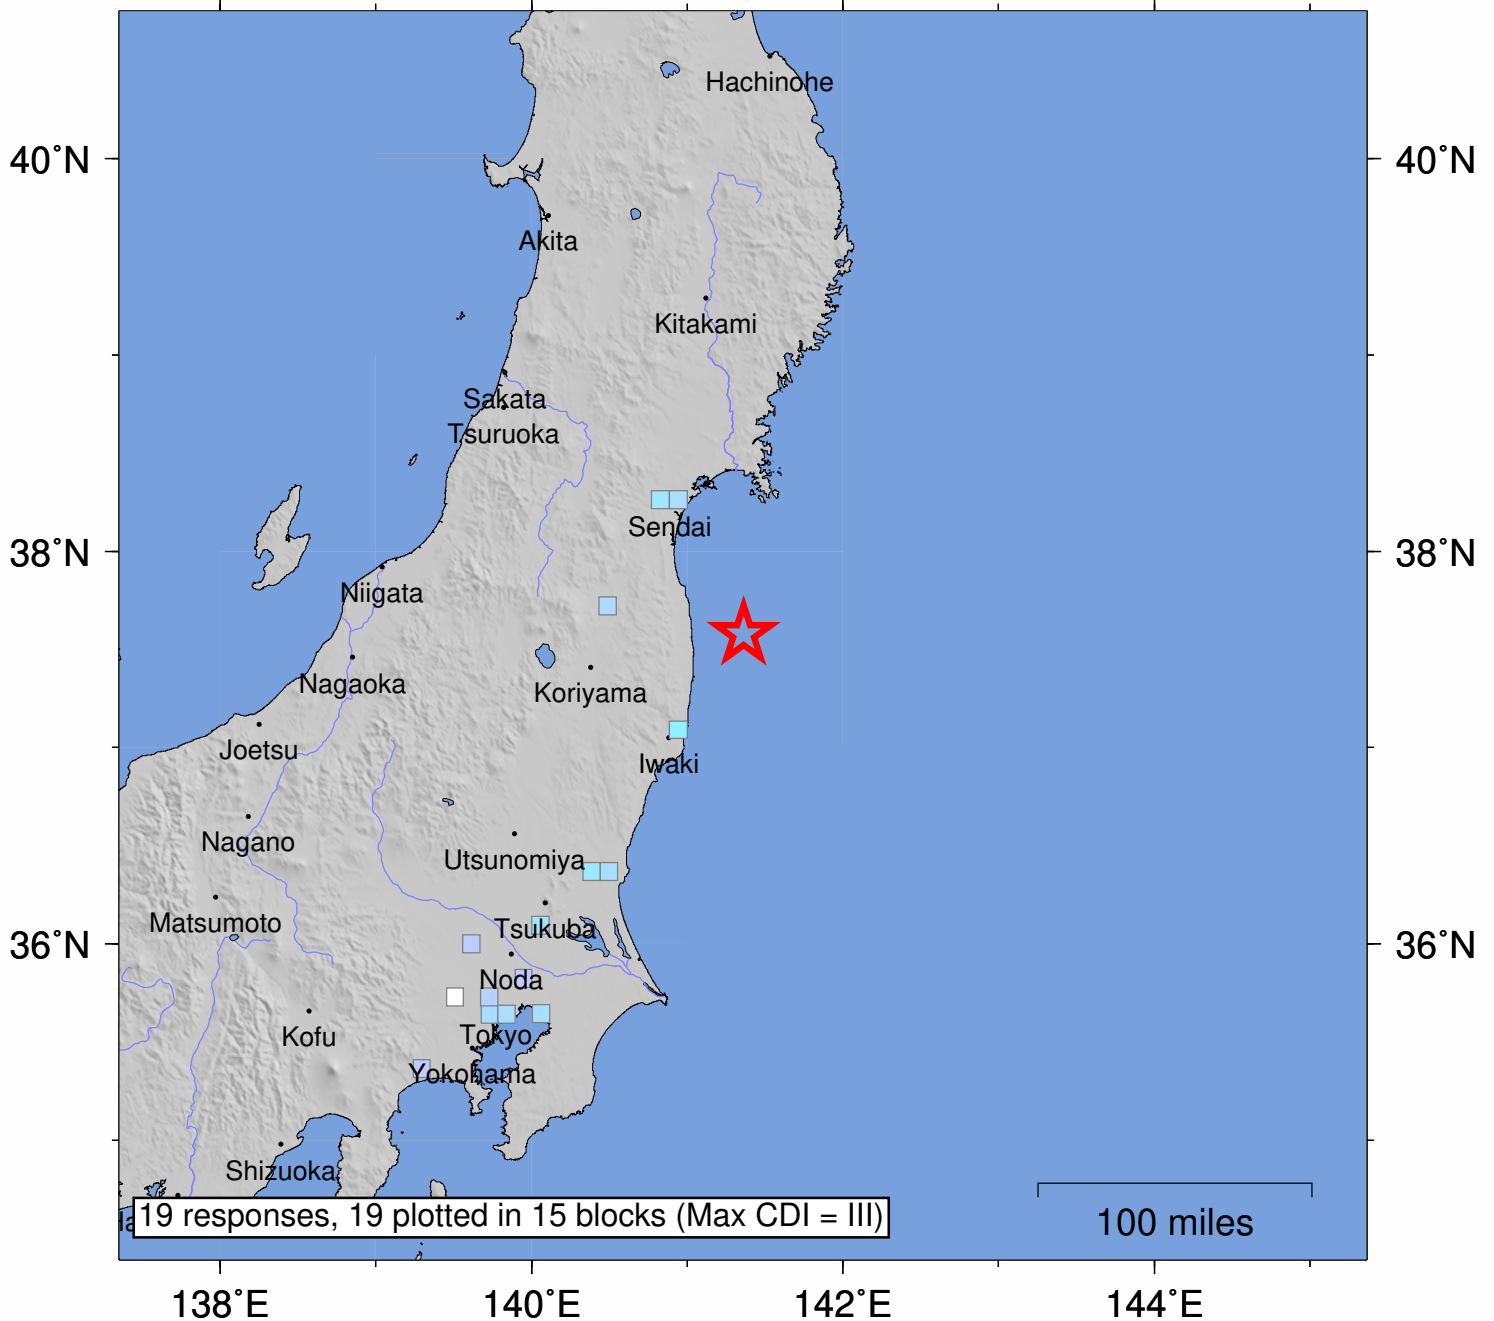 Hachinohe
40°N
40°N
Akita
Kitakami
Sakata
Tsuruoka
Sendai
38°N
38°N
Niigata
Nagaoka
Koriyama
Joetsu
Iwaki
Nagano
Utsunomiya
Matsumoto
Tsukuba
36°N
36°N
Noda
Kofu
Tokyo
Yokohama
Shizuoka
19 responses, 19 plotted in 15 blocks (Max CDI = III)
100 miles
138°E
140°E
142°E
144°E